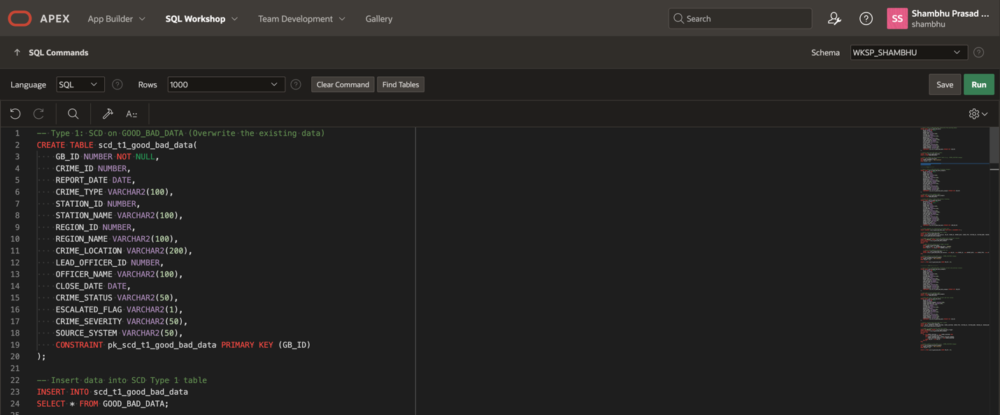 APEX App Builder SQL Workshop Team Development Gallery Search SS Shambhu Prasad ...
shambhu
SQL Commands Schema WKSP_SHAMBHU
Language SQL Rows 1000 Clear Command Find Tables Save Run
1 -- Type 1: SCD on GOOD_BAD_DATA (Overwrite the existing data)
2 CREATE TABLE scd_t1_good_bad_data(
3 GB_ID NUMBER NOT NULL,
4 CRIME_ID NUMBER,
5 REPORT_DATE DATE,
6 CRIME_TYPE VARCHAR2(100),
7 STATION_ID NUMBER,
8 STATION_NAME VARCHAR2(100),
9 REGION_ID NUMBER,
10 REGION_NAME VARCHAR2(100),
11 CRIME_LOCATION VARCHAR2(200),
12 LEAD_OFFICER_ID NUMBER,
13 OFFICER_NAME VARCHAR2(100),
14 CLOSE_DATE DATE,
15 CRIME_STATUS VARCHAR2(50),
16 ESCALATED_FLAG VARCHAR2(1),
17 CRIME_SEVERITY VARCHAR2(50),
18 SOURCE_SYSTEM VARCHAR2(50),
19 CONSTRAINT pk_scd_t1_good_bad_data PRIMARY KEY (GB_ID)
20 );
21
22 -- Insert data into SCD Type 1 table
23 INSERT INTO scd_t1_good_bad_data
24 SELECT * FROM GOOD_BAD_DATA;
25